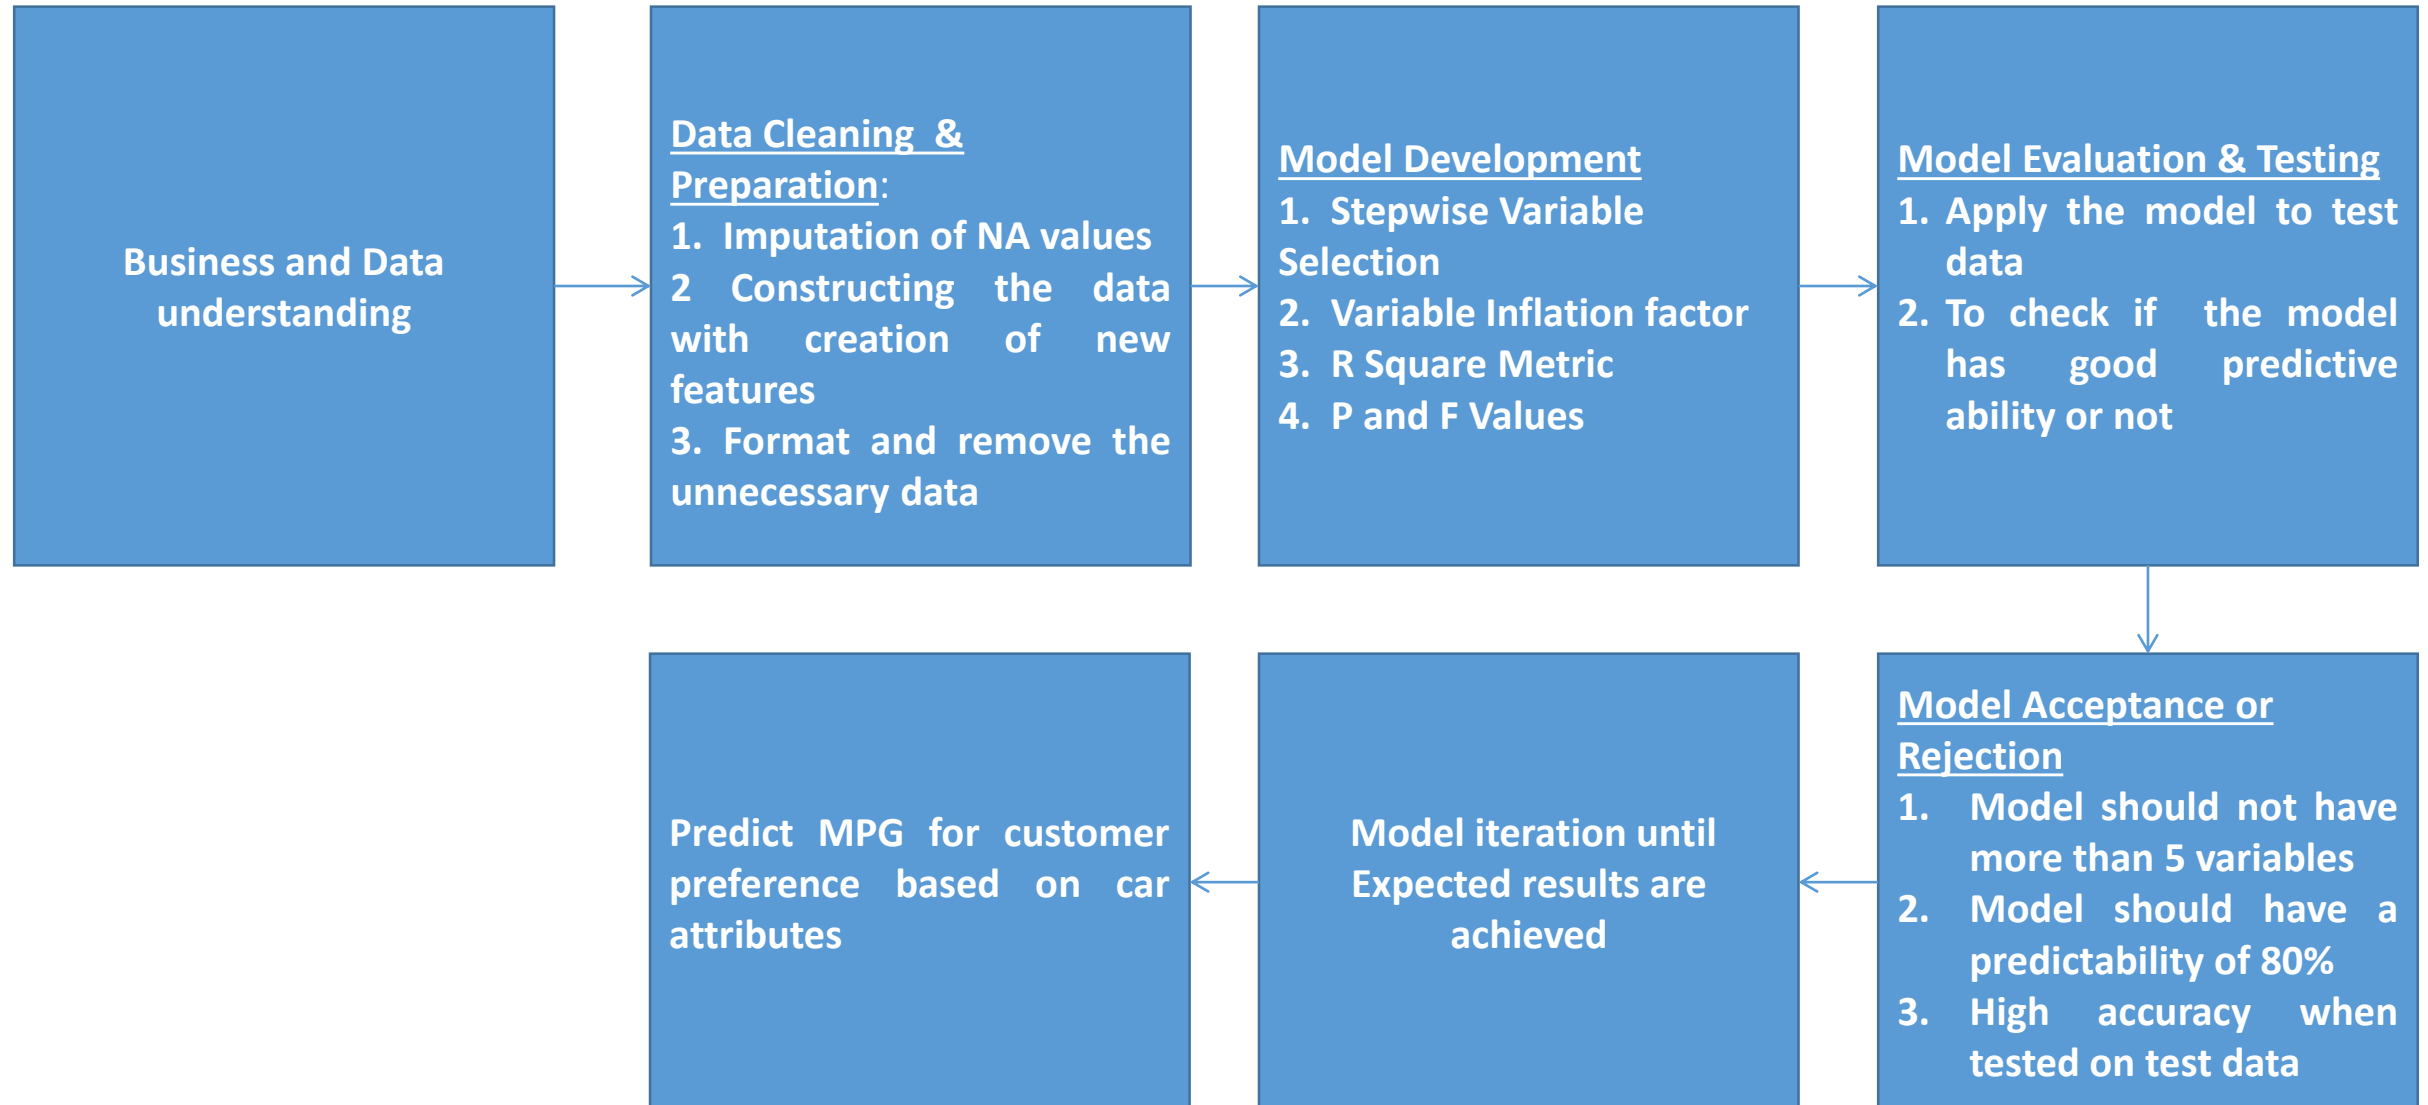 Business and Data
understanding
Data Cleaning  &
Preparation:
1.  Imputation of NA values
2 Constructing the data
with creation of new
features
3. Format and remove the
unnecessary data
Model Development
1.  Stepwise Variable
Selection
2.  Variable Inflation factor
3.  R Square Metric
4.  P and F Values
Model Evaluation & Testing
1. Apply the model to test
data
2. To check if  the model
has good predictive
ability or not
Model Acceptance or
Rejection
1. Model should not have
more than 5 variables
2. Model should have a
predictability of 80%
3. High accuracy when
tested on test data
Model iteration until
Expected results are
achieved
Predict MPG for customer
preference based on car
attributes